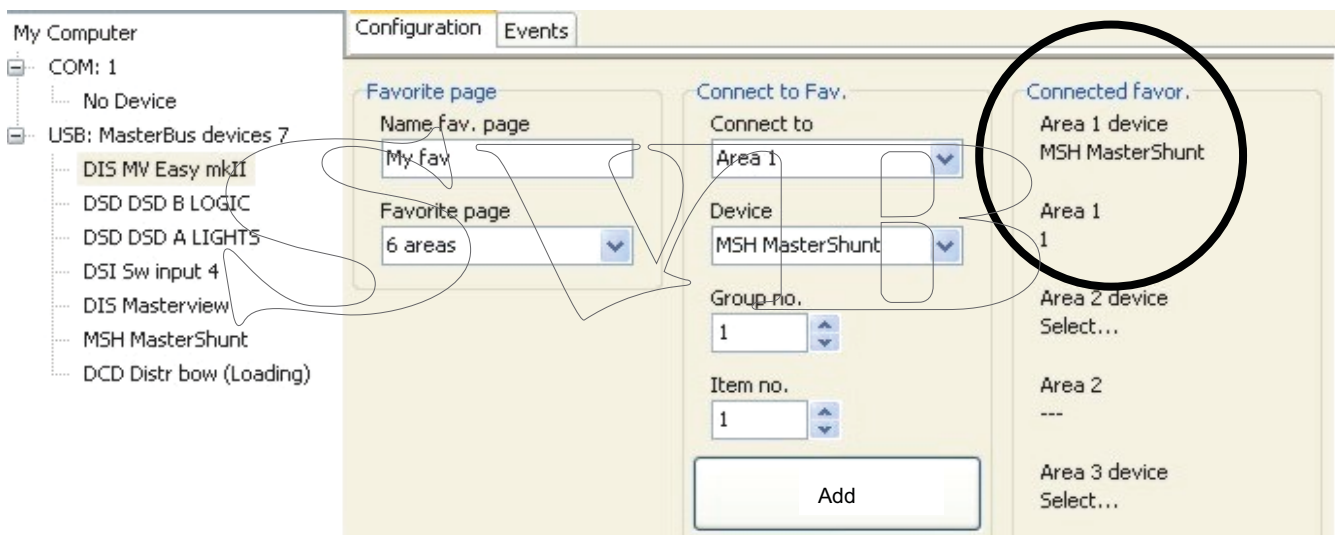 My Computer
COM: 1
No Device
USB: MasterBus devices 7
DIS MV Easy mkII
DSD DSD B LOGIC
DSD DSD A LIGHTS
DSI Sw input 4
DIS Masterview
MSH MasterShunt
DCD Distr bow (Loading)
Configuration
Events
Favorite page
Name fav. page
My fav
Favorite page
6 areas
Connect to Fav.
Connect to
Area 1
Device
MSH MasterShunt
Group no.
1
Item no.
1
Add
Connected favor.
Area 1 device
MSH MasterShunt
Area 1
1
Area 2 device
Select...
Area 2
---
Area 3 device
Select...
SVB